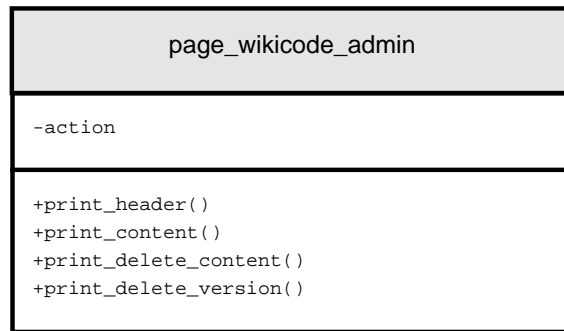 page_wikicode_admin
-action
+print_header()
+print_content()
+print_delete_content()
+print_delete_version()